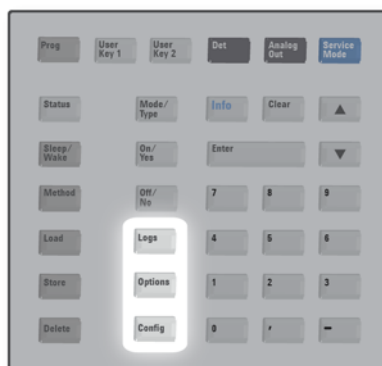 Prog User Key 1 User Key 2 Det Analog Out Service Mode
Status Mode/ Type Info Clear ▲
Sleep/ Wake On/ Yes Enter ▼
Method Off/ No 7 8 9
Load Logs 4 5 6
Store Options 1 2 3
Delete Config 0 , -